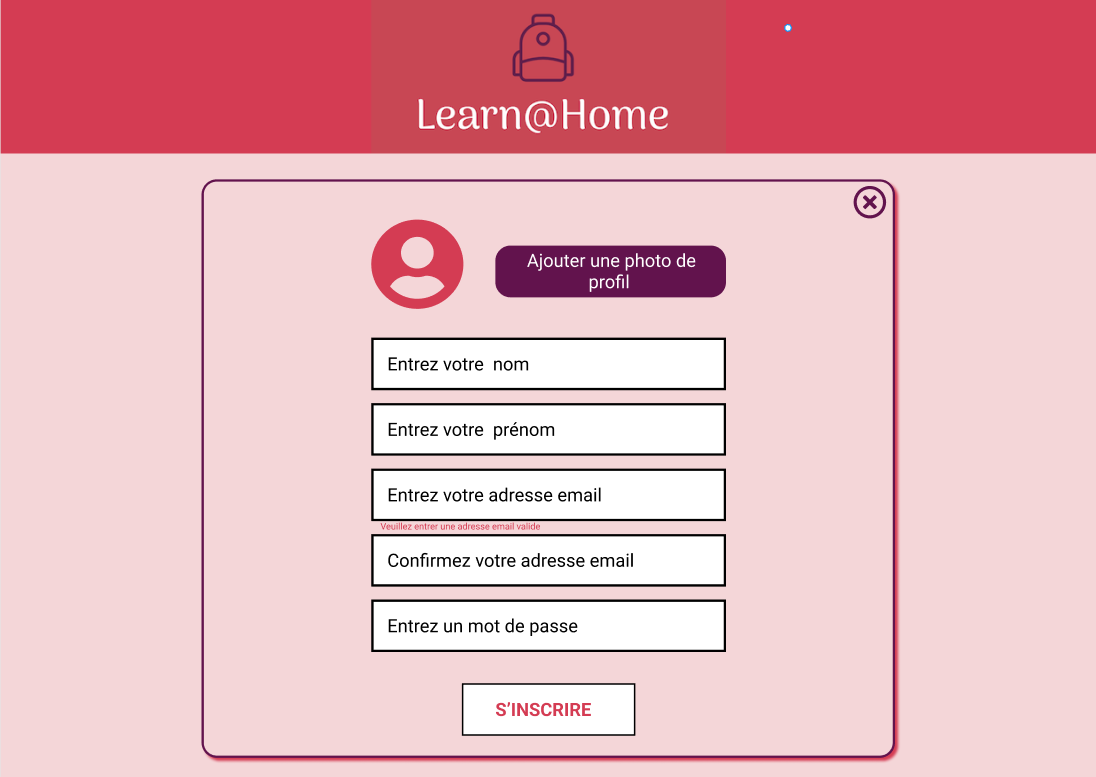 Learn@Home
Ajouter une photo de
profil
Entrez votre  nom
Entrez votre  prénom
Entrez votre adresse email
Veuillez entrer une adresse email valide
Confirmez votre adresse email
Entrez un mot de passe
S’INSCRIRE